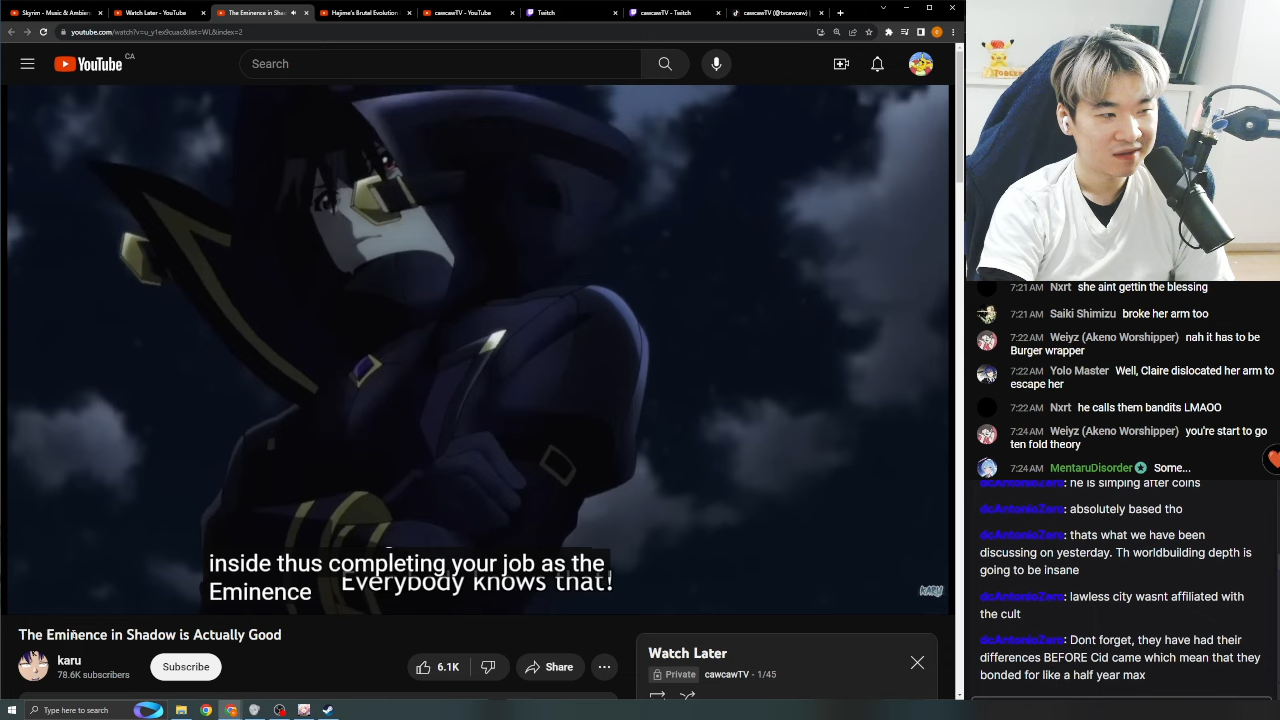 Skyrim - Music & Ambien
Watch Later - YouTube
The Eminence in Shadow
Hajime's Brutal Evolution
cawcawTV - YouTube
Twitch
cawcawTV - Twitch
cawcawTV (@tvcawcaw) |
youtube.com/watch?v=u_y1ex9cuac&list=WL&index=2
YouTube CA
Search
NOBLE
inside thus completing your job as the
Eminence
Everybody knows that!
KARU
The Eminence in Shadow is Actually Good
karu
78.6K subscribers
Subscribe
6.1K
Share
Watch Later
Private
cawcawTV - 1/45
7:21 AM Nxrt she aint gettin the blessing
7:21 AM Saiki Shimizu broke her arm too
7:22 AM Weiyz (Akeno Worshipper) nah it has to be
Burger wrapper
7:22 AM Yolo Master Well, Claire dislocated her arm to
escape her
7:22 AM Nxrt he calls them bandits LMAOO
7:24 AM Weiyz (Akeno Worshipper) you're start to go
ten fold theory
7:24 AM MentaruDisorder Some...
dcAntonioZero: he is simping after coins
dcAntonioZero: absolutely based tho
dcAntonioZero: thats what we have been
discussing on yesterday. Th worldbuilding depth is
going to be insane
dcAntonioZero: lawless city wasnt affiliated with
the cult
dcAntonioZero: Dont forget, they have had their
differences BEFORE Cid came which mean that they
bonded for like a half year max
Type here to search